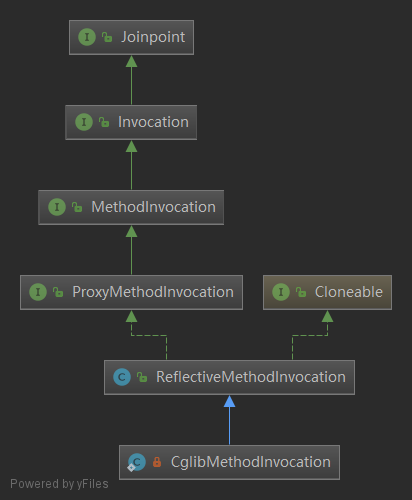 I Joinpoint
I Invocation
I MethodInvocation
I ProxyMethodInvocation
I Cloneable
C ReflectiveMethodInvocation
C CglibMethodInvocation
Powered by yFiles